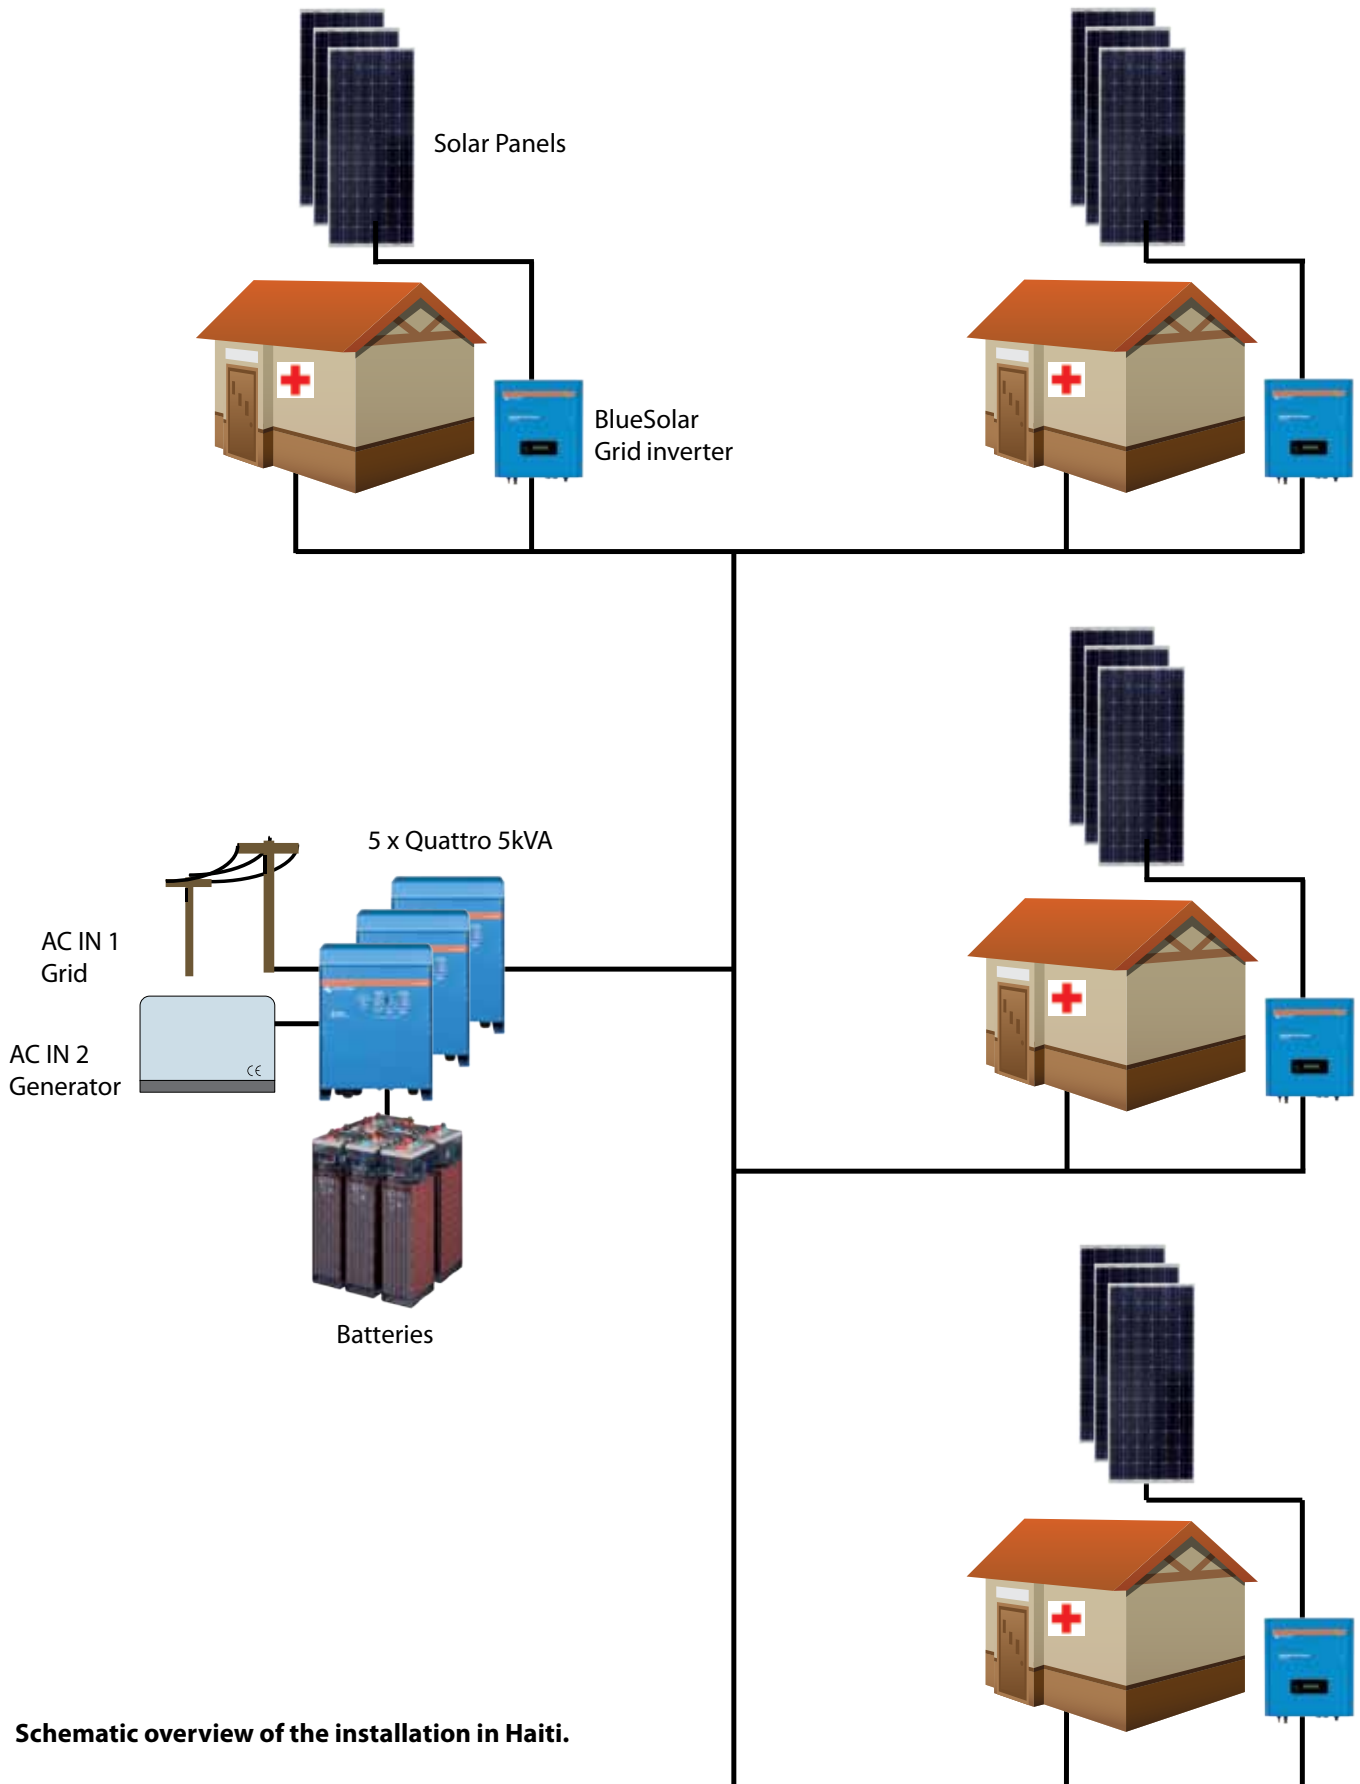 Solar Panels
BlueSolar
Grid inverter
5 x Quattro 5kVA
AC IN 1
Grid
AC IN 2
Generator
CE
Batteries
Schematic overview of the installation in Haiti.